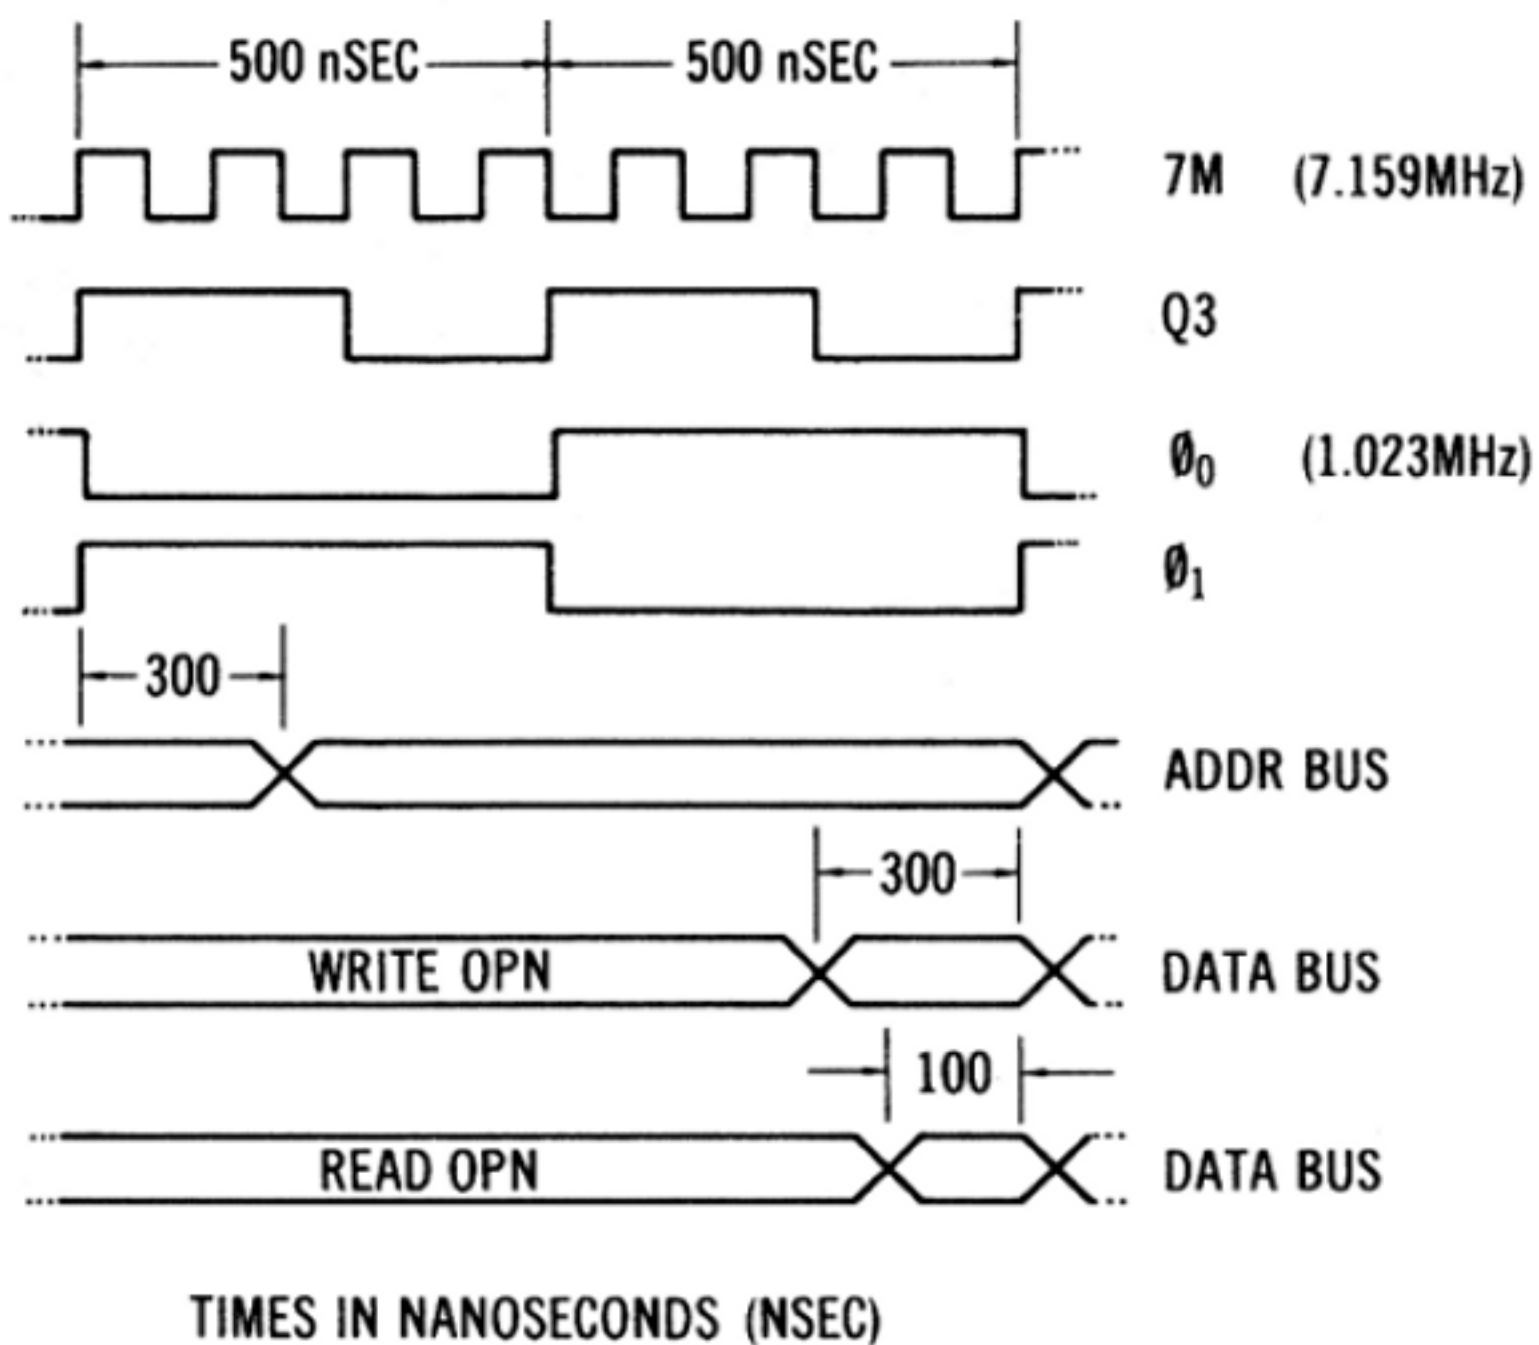 500 nSEC 500 nSEC
7M (7.159MHz)
Q3
Ø₀ (1.023MHz)
Ø₁
300
ADDR BUS
300
WRITE OPN DATA BUS
100
READ OPN DATA BUS
TIMES IN NANOSECONDS (NSEC)